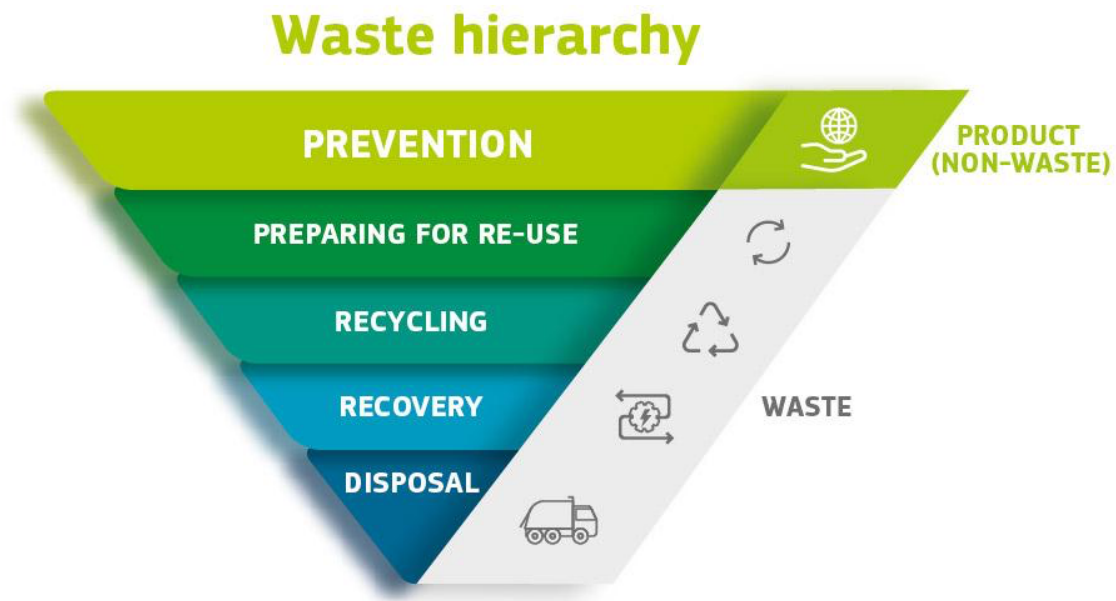 Waste hierarchy
PREVENTION
PRODUCT
(NON-WASTE)
PREPARING FOR RE-USE
RECYCLING
RECOVERY
WASTE
DISPOSAL